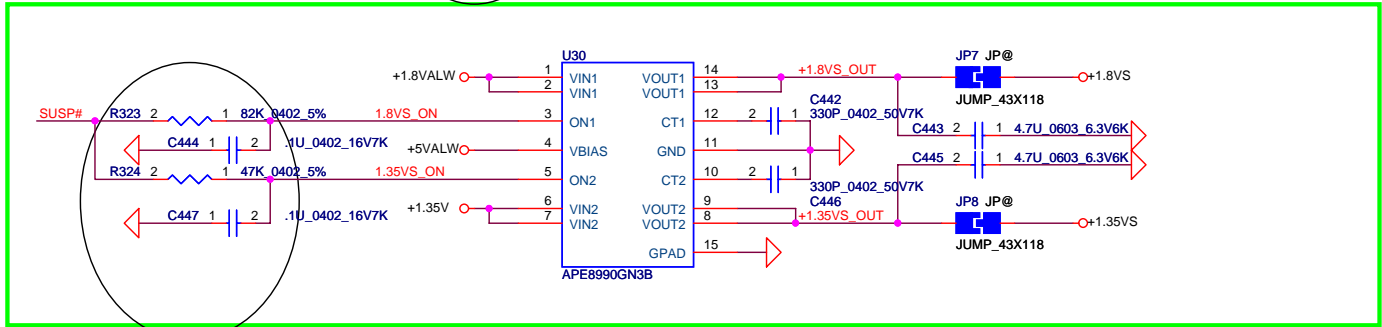 U30
JP7 JP@
+1.8VALW 1 VIN1 VOUT1 14 +1.8VS_OUT +1.8VS
2 VIN1 VOUT1 13
JUMP_43X118
C442
330P_0402_50V7K
SUSP# R323 2 1 82K_0402_5% 1.8VS_ON 3 ON1 CT1 12 2 1
C443 2 1 4.7U_0603_6.3V6K
C444 1 2 .1U_0402_16V7K +5VALW 4 VBIAS GND 11
C445 2 1 4.7U_0603_6.3V6K
R324 2 1 47K_0402_5% 1.35VS_ON 5 ON2 CT2 10 2 1
330P_0402_50V7K
C446
JP8 JP@
+1.35V 6 VIN2 VOUT2 9
C447 1 2 .1U_0402_16V7K 7 VIN2 VOUT2 8 +1.35VS_OUT +1.35VS
JUMP_43X118
GPAD 15
APE8990GN3B